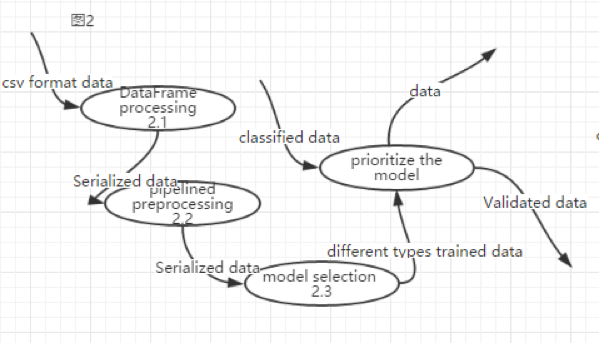 图2
csv format data
DataFrame
processing
2.1
data
classified data
prioritize the
model
Serialized data
pipelined
preprocessing
2.2
Validated data
different types trained data
Serialized data
model selection
2.3